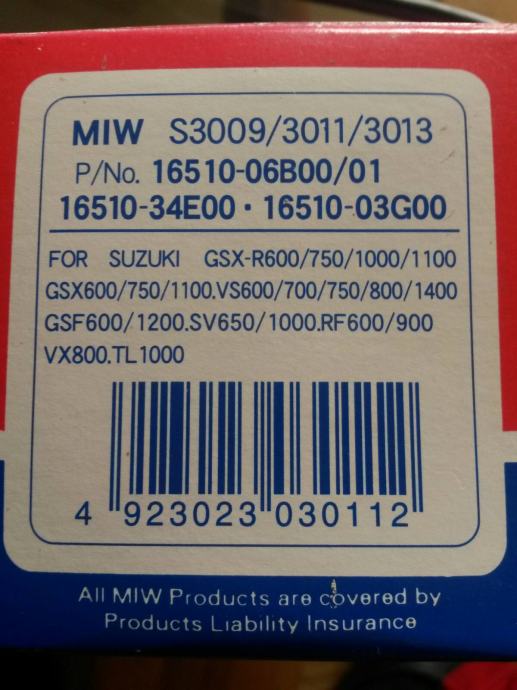 MIW S3009/3011/3013
P/No. 16510-06B00/01
16510-34E00・16510-03G00
FOR SUZUKI GSX-R600/750/1000/1100
GSX600/750/1100.VS600/700/750/800/1400
GSF600/1200.SV650/1000.RF600/900
VX800.TL1000
4 923023 030112
All MIW Products are covered by
Products Liability Insurance